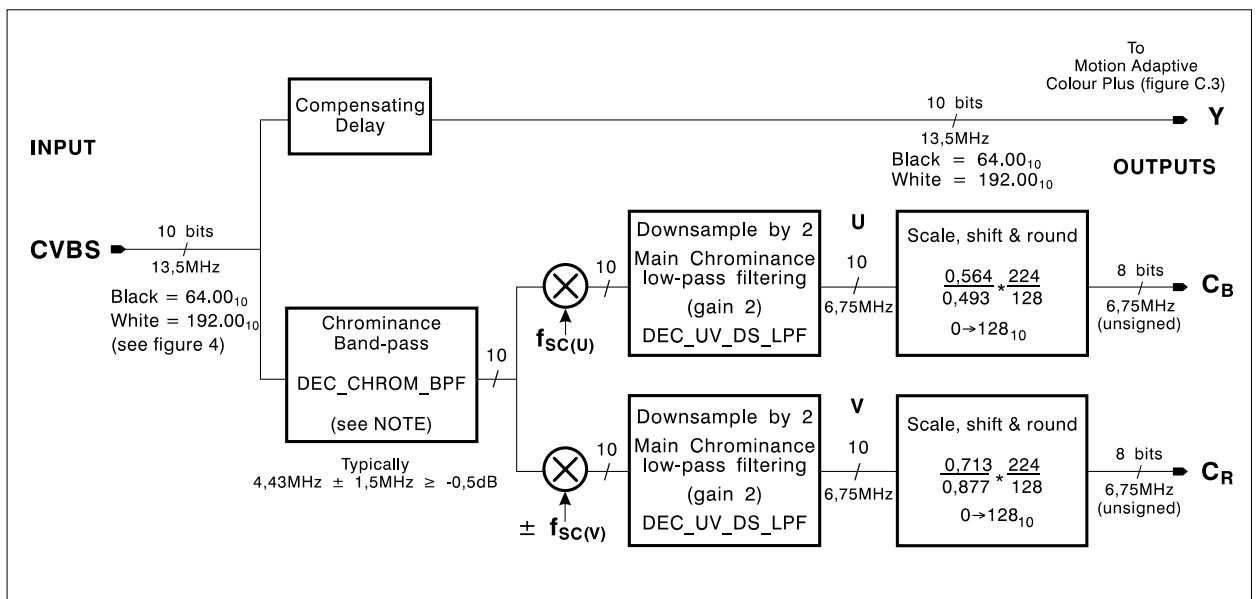 To
Motion Adaptive
Colour Plus (figure C.3)
Compensating
Delay
10 bits
13,5MHz
Y
INPUT
Black = 64.00₁₀
White = 192.00₁₀
OUTPUTS
CVBS
10 bits
13,5MHz
Black = 64.00₁₀
White = 192.00₁₀
(see figure 4)
Chrominance
Band-pass
DEC_CHROM_BPF
(see NOTE)
Typically
4,43MHz ± 1,5MHz ≥ -0,5dB
10
f_SC(U)
10
Downsample by 2
Main Chrominance
low-pass filtering
(gain 2)
DEC_UV_DS_LPF
U
10
6,75MHz
Scale, shift & round
0,564/0,493 * 224/128
0→128₁₀
8 bits
6,75MHz
(unsigned)
C_B
± f_SC(V)
10
Downsample by 2
Main Chrominance
low-pass filtering
(gain 2)
DEC_UV_DS_LPF
V
10
6,75MHz
Scale, shift & round
0,713/0,877 * 224/128
0→128₁₀
8 bits
6,75MHz
(unsigned)
C_R